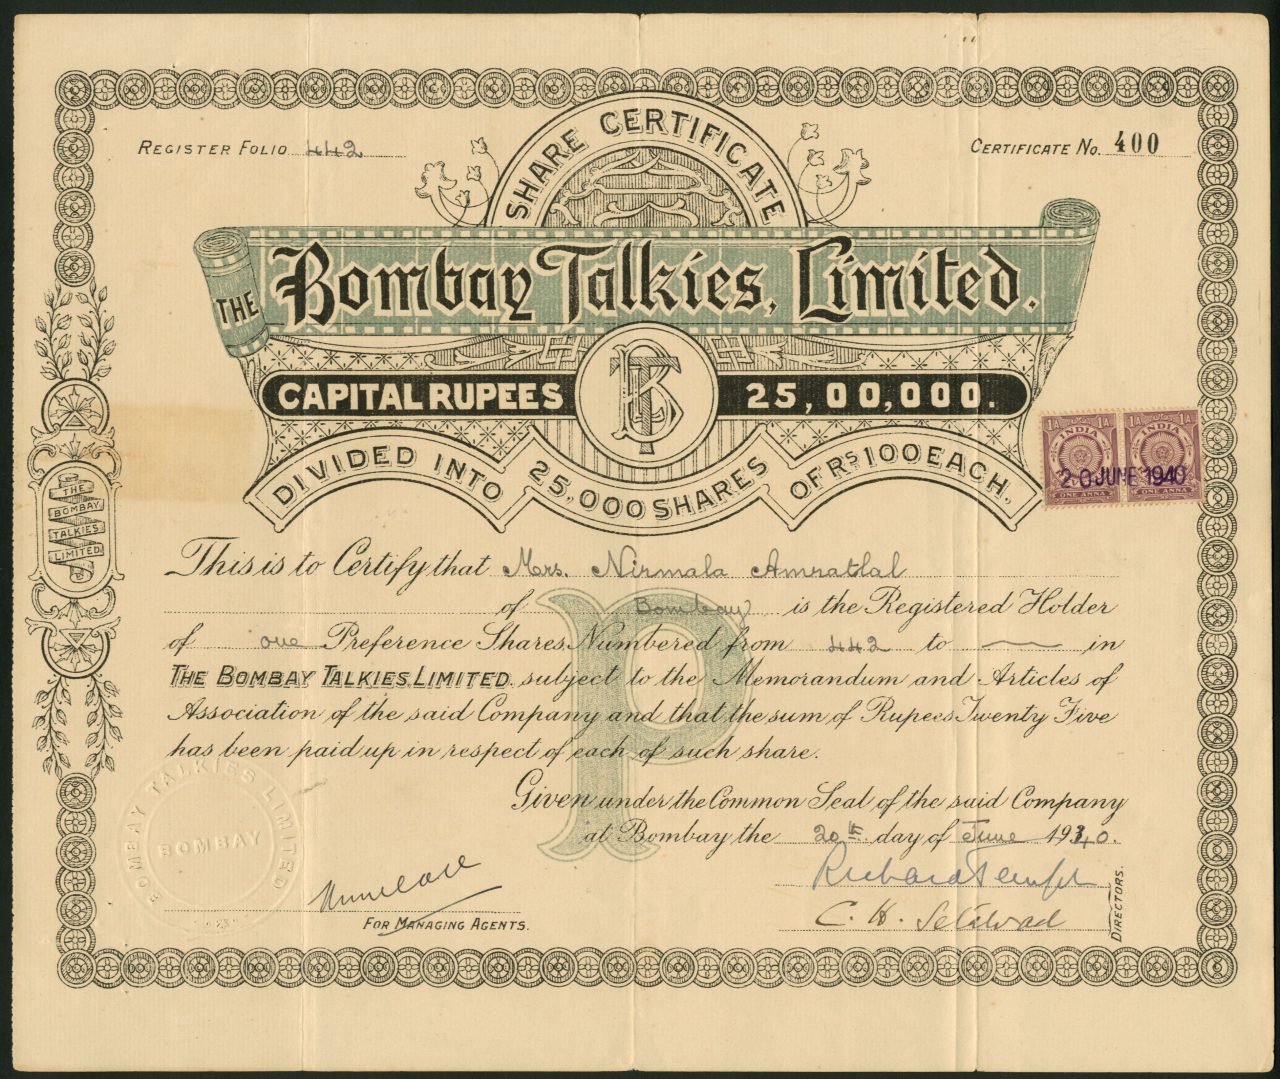 REGISTER FOLIO 442
CERTIFICATE NO. 400
SHARE CERTIFICATE
THE Bombay Talkies, Limited.
CAPITAL RUPEES BT 25,00,000.
DIVIDED INTO 25,000 SHARES OF RS 100 EACH.
1A INDIA 1A 1A INDIA 1A
20 JUNE 1940
ONE ANNA ONE ANNA
THE
BOMBAY
TALKIES
LIMITED
This is to Certify that Mrs. Nirmala Amratlal
of Bombay is the Registered Holder
of one Preference Shares Numbered from 442 to — in
THE BOMBAY TALKIES, LIMITED. subject to the Memorandum and Articles of
Association of the said Company and that the sum of Rupees Twenty Five
has been paid up in respect of each of such share.
P
Given under the Common Seal of the said Company
at Bombay the 20th day of June 1940.
BOMBAY TALKIES LIMITED
BOMBAY
Richard Temple
C. H. Setalvad
DIRECTORS.
FOR MANAGING AGENTS.